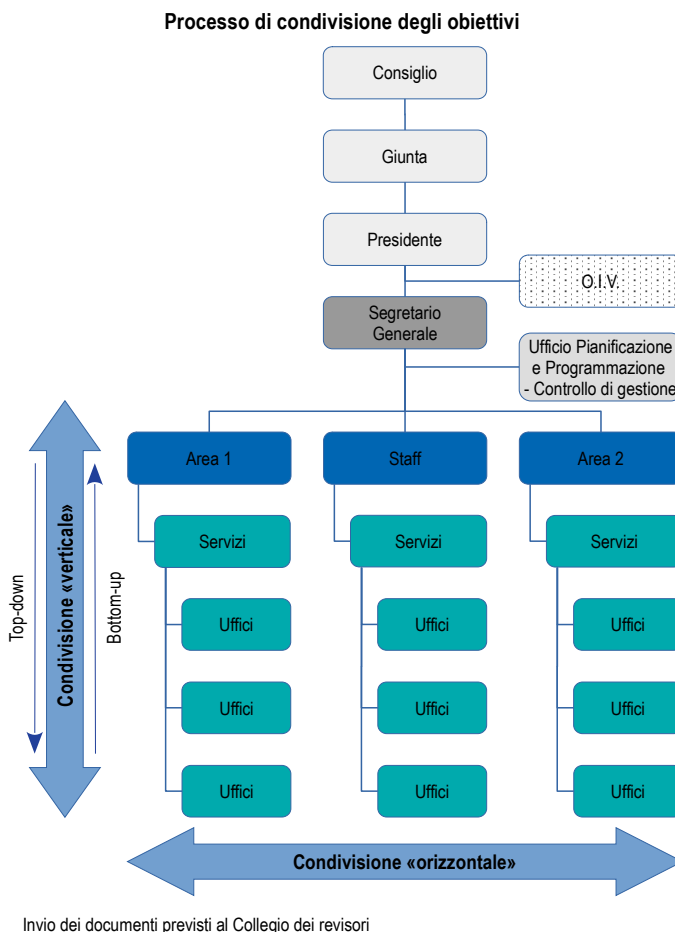 Processo di condivisione degli obiettivi
Consiglio
Giunta
Presidente
O.I.V.
Segretario
Generale
Ufficio Pianificazione
e Programmazione
- Controllo di gestione
Area 1
Staff
Area 2
Servizi
Servizi
Servizi
Uffici
Uffici
Uffici
Uffici
Uffici
Uffici
Uffici
Uffici
Uffici
Top-down
Condivisione «verticale»
Bottom-up
Condivisione «orizzontale»
Invio dei documenti previsti al Collegio dei revisori